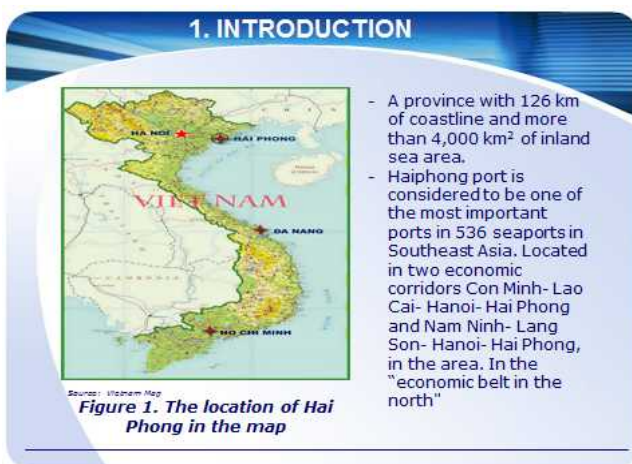 1. INTRODUCTION
HA NOI
HAI PHONG
VIET NAM
DA NANG
HO CHI MINH
Source: Vietnam Map
Figure 1. The location of Hai
Phong in the map
- A province with 126 km
of coastline and more
than 4,000 km² of inland
sea area.
- Haiphong port is
considered to be one of
the most important
ports in 536 seaports in
Southeast Asia. Located
in two economic
corridors Con Minh- Lao
Cai- Hanoi- Hai Phong
and Nam Ninh- Lang
Son- Hanoi- Hai Phong,
in the area. In the
"economic belt in the
north"